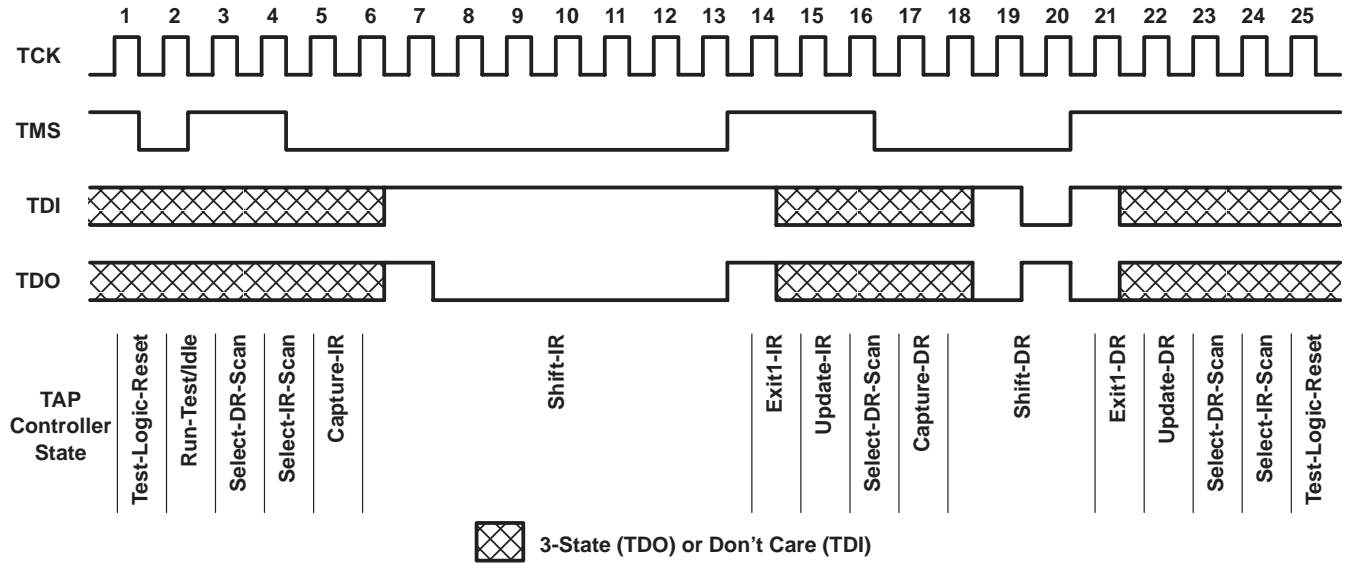 1 2 3 4 5 6 7 8 9 10 11 12 13 14 15 16 17 18 19 20 21 22 23 24 25
TCK
TMS
TDI
TDO
TAP
Controller
State
Test-Logic-Reset
Run-Test/Idle
Select-DR-Scan
Select-IR-Scan
Capture-IR
Shift-IR
Exit1-IR
Update-IR
Select-DR-Scan
Capture-DR
Shift-DR
Exit1-DR
Update-DR
Select-DR-Scan
Select-IR-Scan
Test-Logic-Reset
3-State (TDO) or Don't Care (TDI)